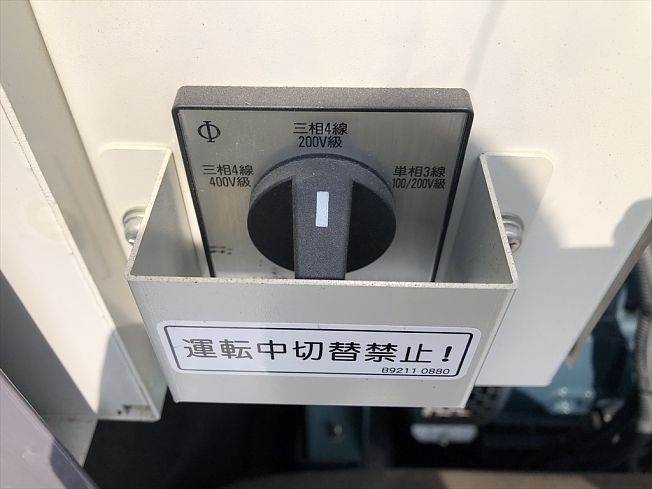 Φ
三相4線
200V級
三相4線
400V級
単相3線
100/200V級
運転中切替禁止!
B9211 0880